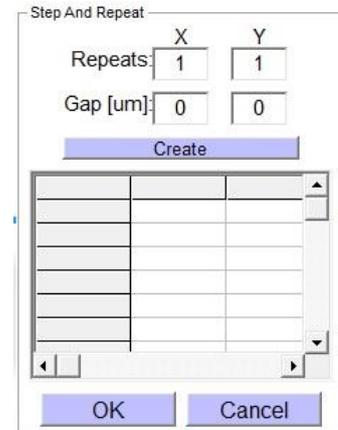 Step And Repeat
X Y
Repeats: 1 1
Gap [um]: 0 0
Create
OK Cancel